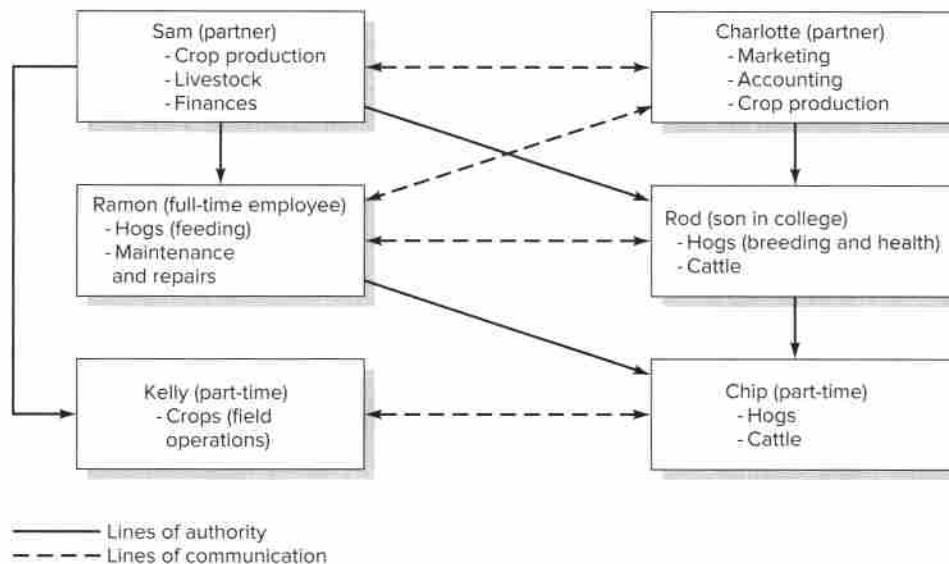 Sam (partner)
- Crop production
- Livestock
- Finances
Charlotte (partner)
- Marketing
- Accounting
- Crop production
Ramon (full-time employee)
- Hogs (feeding)
- Maintenance
and repairs
Rod (son in college)
- Hogs (breeding and health)
- Cattle
Kelly (part-time)
- Crops (field
operations)
Chip (part-time)
- Hogs
- Cattle
Lines of authority
Lines of communication